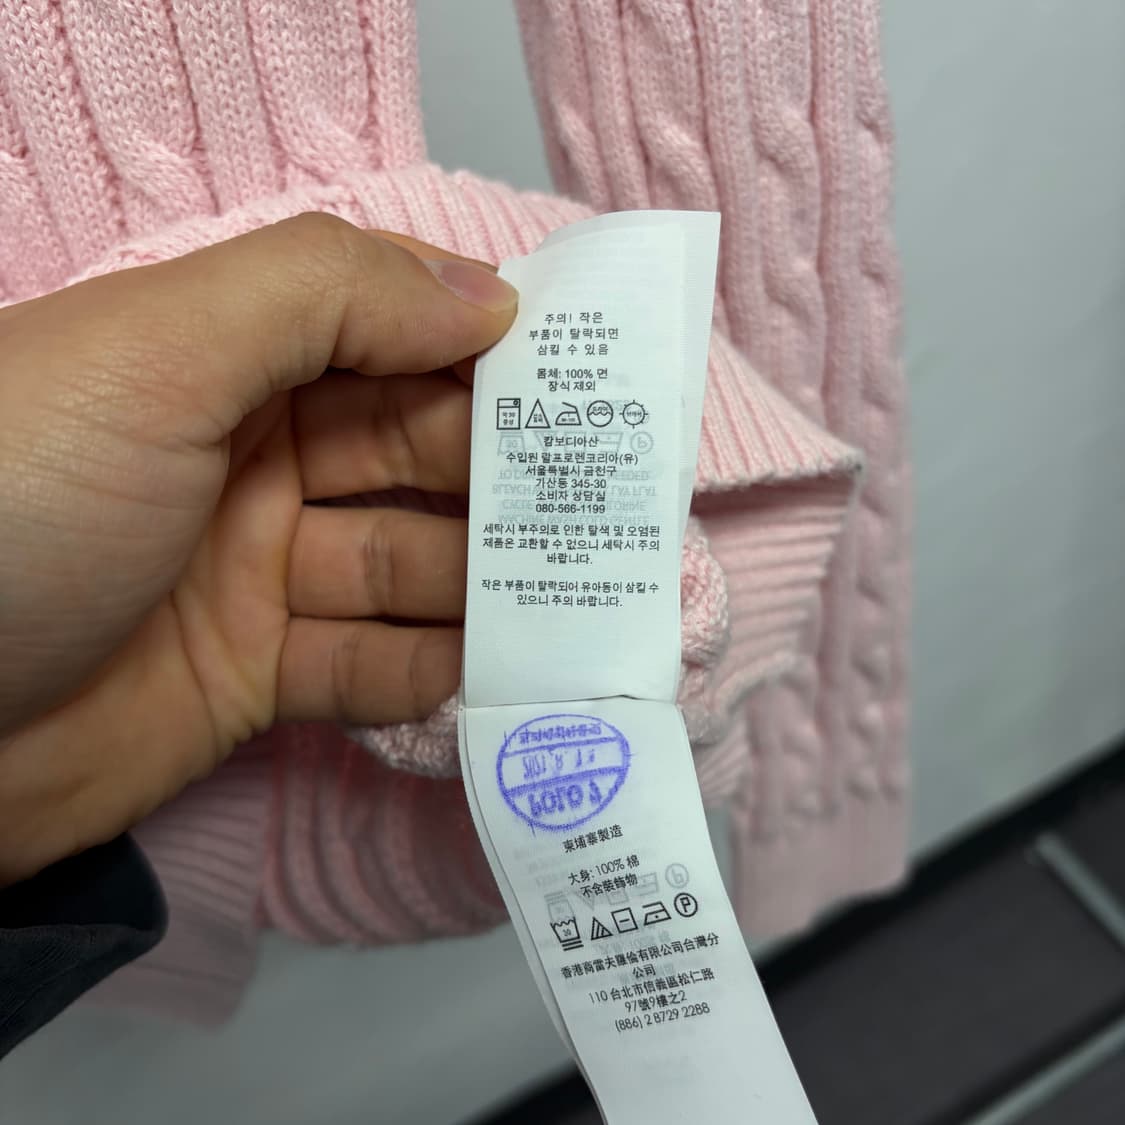 주의! 작은
부품이 탈락되면
삼킬 수 있음
몸체: 100% 면
장식 제외
약 30
중성
캄보디아산
수입원 랄프로렌코리아(유)
서울특별시 금천구
가산동 345-30
소비자 상담실
080-566-1199
세탁시 부주의로 인한 탈색 및 오염된
제품은 교환할 수 없으니 세탁시 주의
바랍니다.
작은 부품이 탈락되어 유아동이 삼킬 수
있으니 주의 바랍니다.
POLO
柬埔寨製造
大身: 100% 棉
不含裝飾物
30
P
香港商雷夫羅倫有限公司台灣分
公司
110 台北市信義區松仁路
97號9樓之2
(886) 2 8729 2288